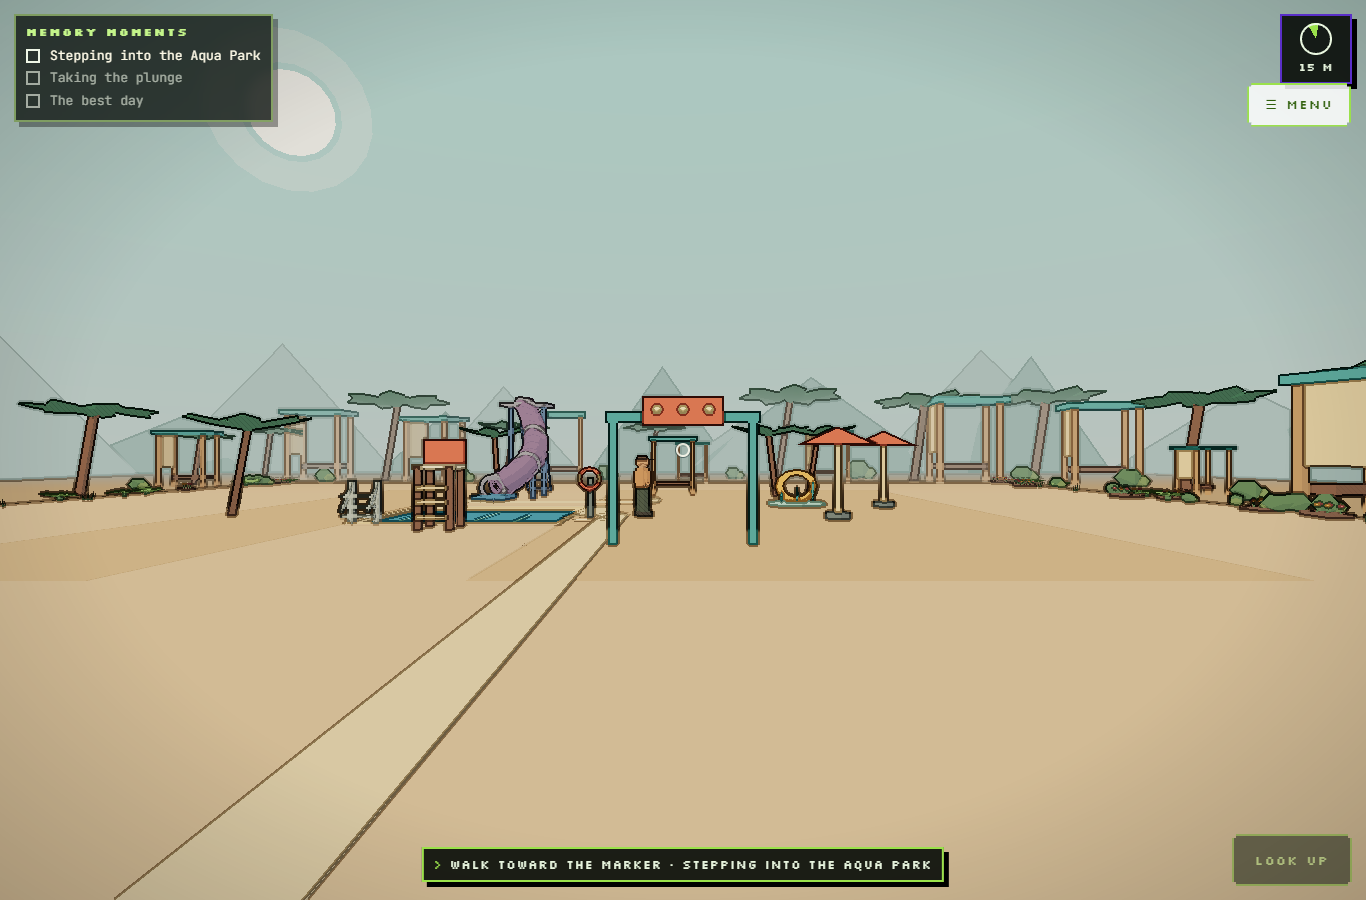 MEMORY MOMENTS
Stepping into the Aqua Park
Taking the plunge
The best day
15 M
☰ MENU
> WALK TOWARD THE MARKER · STEPPING INTO THE AQUA PARK
LOOK UP